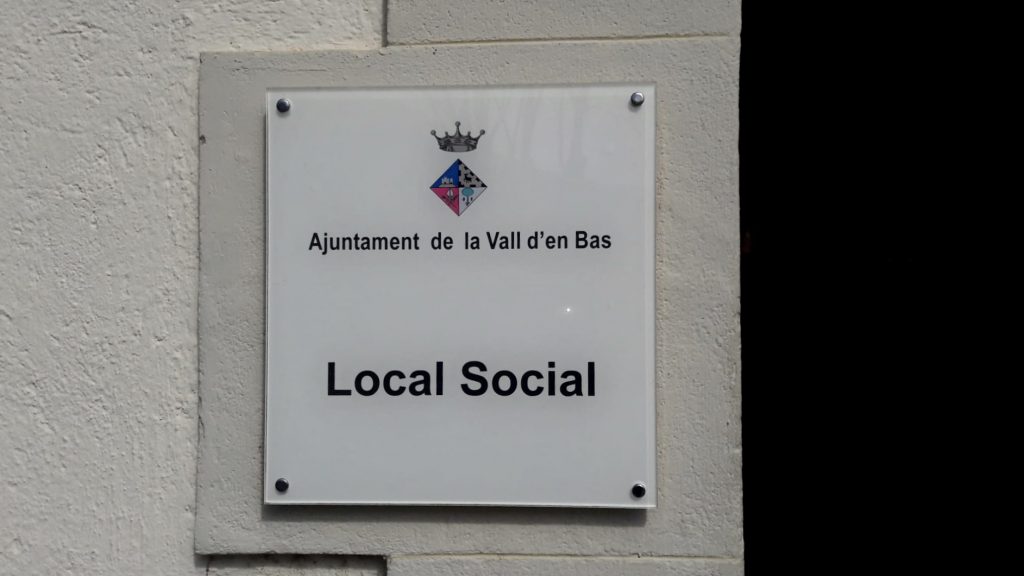 Ajuntament de la Vall d'en Bas
Local Social